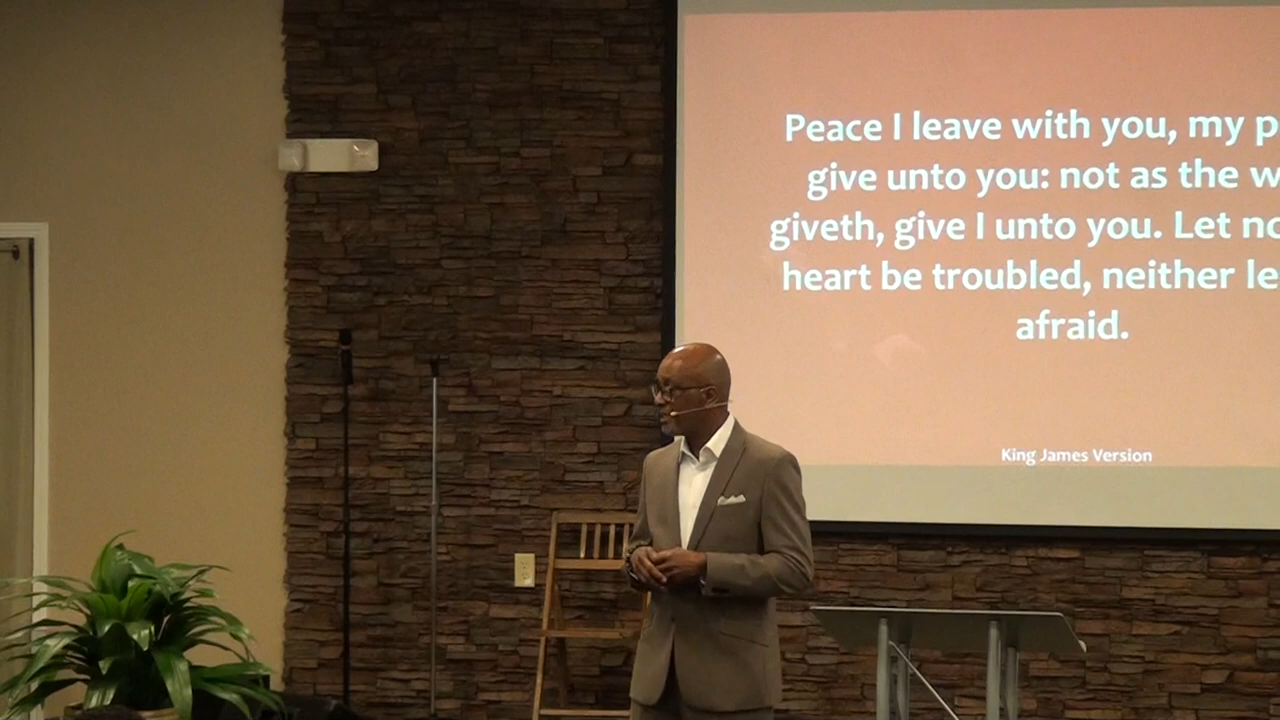 Peace I leave with you, my p
give unto you: not as the w
giveth, give I unto you. Let no
heart be troubled, neither le
afraid.
King James Version